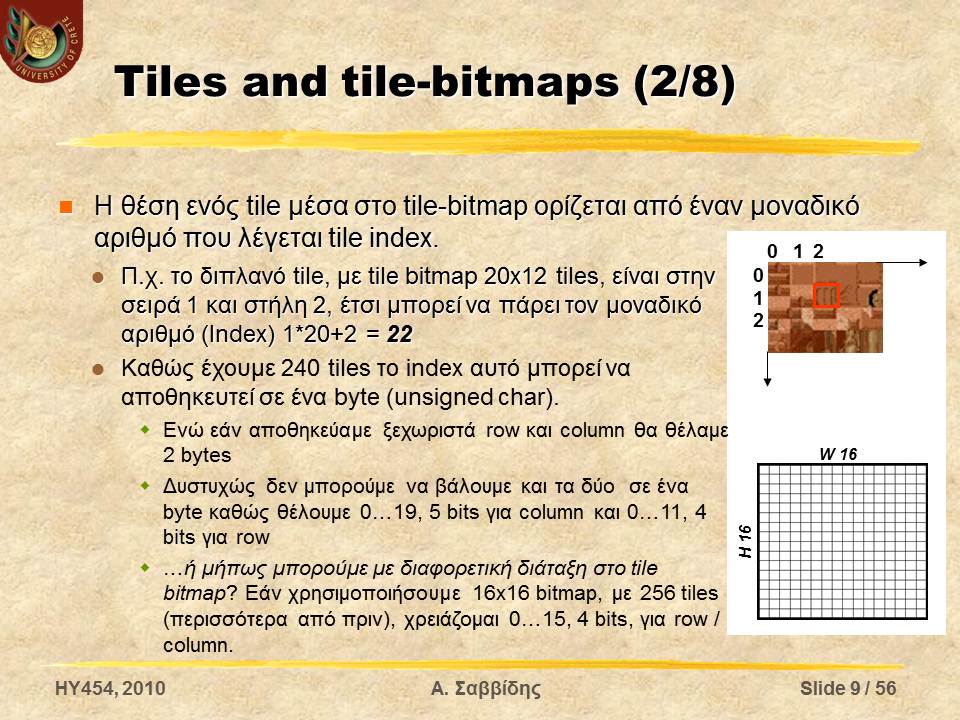 UNIVERSITY OF CRETE
Tiles and tile-bitmaps (2/8)
Η θέση ενός tile μέσα στο tile-bitmap ορίζεται από έναν μοναδικό
αριθμό που λέγεται tile index.
Π.χ. το διπλανό tile, με tile bitmap 20x12 tiles, είναι στην
σειρά 1 και στήλη 2, έτσι μπορεί να πάρει τον μοναδικό
αριθμό (Index) 1*20+2 = 22
Καθώς έχουμε 240 tiles το index αυτό μπορεί να
αποθηκευτεί σε ένα byte (unsigned char).
Ενώ εάν αποθηκεύαμε ξεχωριστά row και column θα θέλαμε
2 bytes
Δυστυχώς δεν μπορούμε να βάλουμε και τα δύο σε ένα
byte καθώς θέλουμε 0…19, 5 bits για column και 0…11, 4
bits για row
…ή μήπως μπορούμε με διαφορετική διάταξη στο tile
bitmap? Εάν χρησιμοποιήσουμε 16x16 bitmap, με 256 tiles
(περισσότερα από πριν), χρειάζομαι 0…15, 4 bits, για row /
column.
0 1 2
0
1
2
W 16
H 16
HY454, 2010
Α. Σαββίδης
Slide 9 / 56